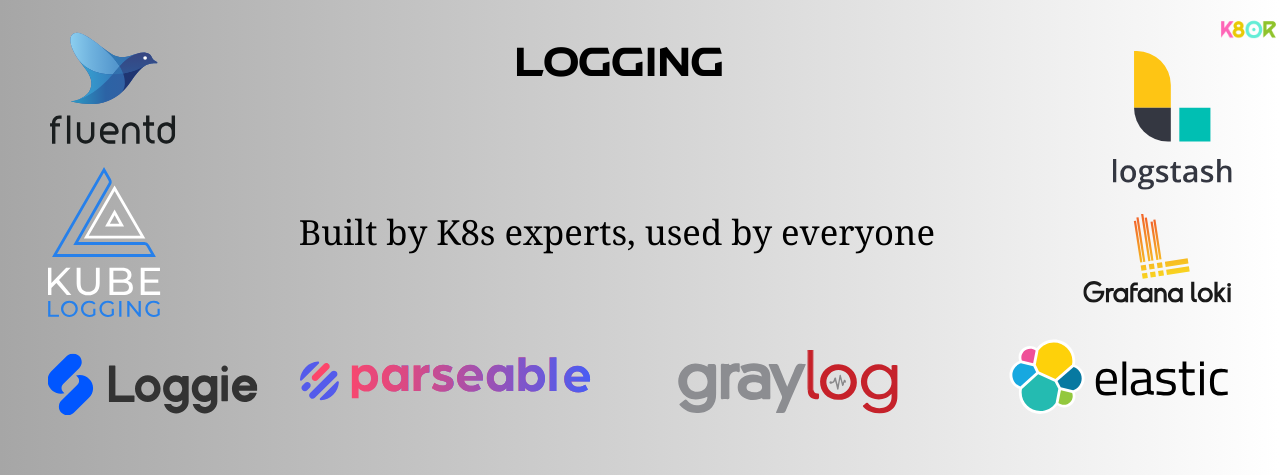 K8OR
LOGGING
fluentd
logstash
Built by K8s experts, used by everyone
KUBE
LOGGING
Grafana loki
Loggie
parseable
graylog
elastic